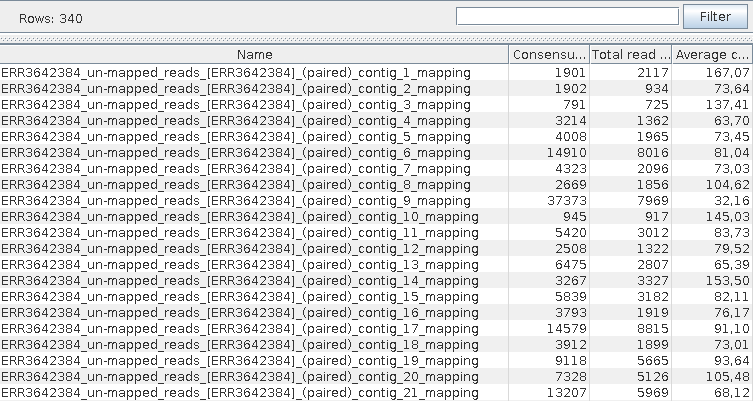 Rows: 340 Filter
Name Consensu... Total read ... Average c...
ERR3642384_un-mapped_reads_[ERR3642384]_(paired)_contig_1_mapping 1901 2117 167,07
ERR3642384_un-mapped_reads_[ERR3642384]_(paired)_contig_2_mapping 1902 934 73,64
ERR3642384_un-mapped_reads_[ERR3642384]_(paired)_contig_3_mapping 791 725 137,41
ERR3642384_un-mapped_reads_[ERR3642384]_(paired)_contig_4_mapping 3214 1362 63,70
ERR3642384_un-mapped_reads_[ERR3642384]_(paired)_contig_5_mapping 4008 1965 73,45
ERR3642384_un-mapped_reads_[ERR3642384]_(paired)_contig_6_mapping 14910 8016 81,04
ERR3642384_un-mapped_reads_[ERR3642384]_(paired)_contig_7_mapping 4323 2096 73,03
ERR3642384_un-mapped_reads_[ERR3642384]_(paired)_contig_8_mapping 2669 1856 104,62
ERR3642384_un-mapped_reads_[ERR3642384]_(paired)_contig_9_mapping 37373 7969 32,16
ERR3642384_un-mapped_reads_[ERR3642384]_(paired)_contig_10_mapping 945 917 145,03
ERR3642384_un-mapped_reads_[ERR3642384]_(paired)_contig_11_mapping 5420 3012 83,73
ERR3642384_un-mapped_reads_[ERR3642384]_(paired)_contig_12_mapping 2508 1322 79,52
ERR3642384_un-mapped_reads_[ERR3642384]_(paired)_contig_13_mapping 6475 2807 65,39
ERR3642384_un-mapped_reads_[ERR3642384]_(paired)_contig_14_mapping 3267 3327 153,50
ERR3642384_un-mapped_reads_[ERR3642384]_(paired)_contig_15_mapping 5839 3182 82,11
ERR3642384_un-mapped_reads_[ERR3642384]_(paired)_contig_16_mapping 3793 1919 76,17
ERR3642384_un-mapped_reads_[ERR3642384]_(paired)_contig_17_mapping 14579 8815 91,10
ERR3642384_un-mapped_reads_[ERR3642384]_(paired)_contig_18_mapping 3912 1899 73,01
ERR3642384_un-mapped_reads_[ERR3642384]_(paired)_contig_19_mapping 9118 5665 93,64
ERR3642384_un-mapped_reads_[ERR3642384]_(paired)_contig_20_mapping 7328 5126 105,48
ERR3642384_un-mapped_reads_[ERR3642384]_(paired)_contig_21_mapping 13207 5969 68,12